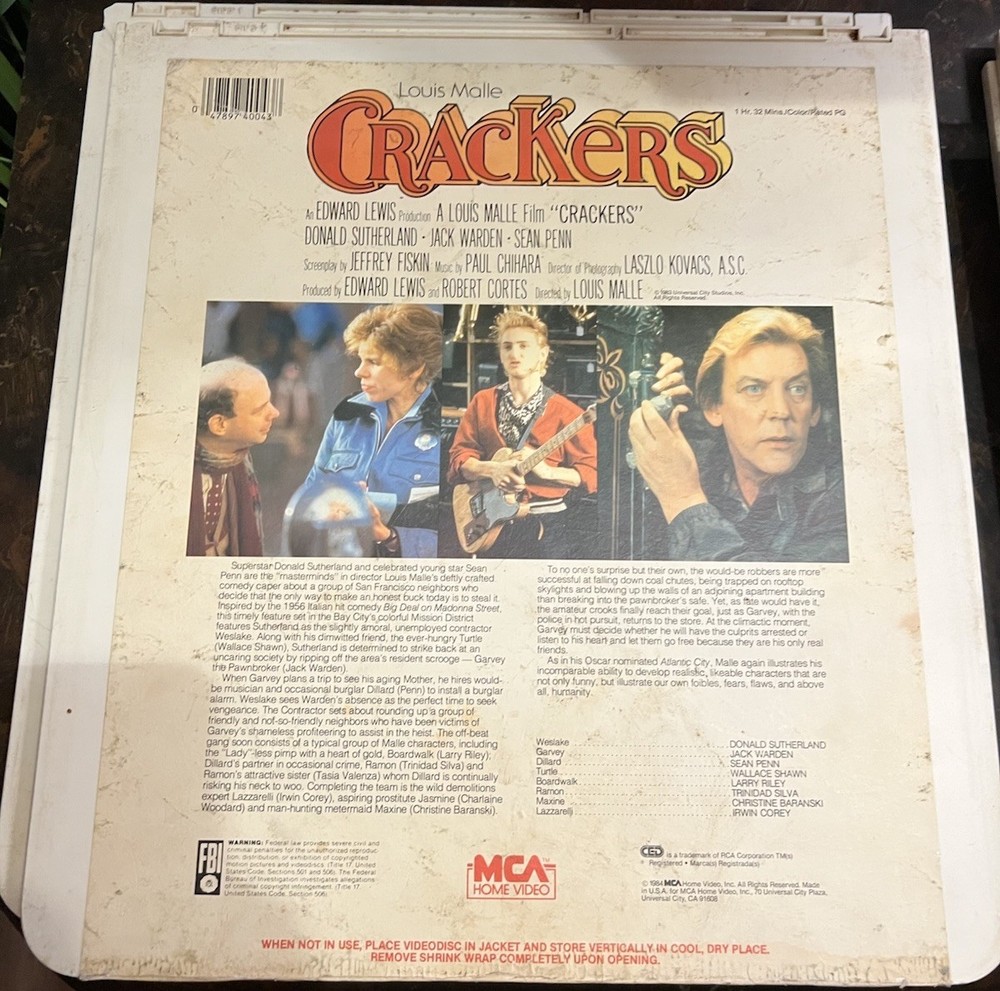 Louis Malle
CRACKERS
1 Hr. 32 Mins./Color/Rated PG
0 47897 40043
An EDWARD LEWIS Production A LOUIS MALLE Film "CRACKERS"
DONALD SUTHERLAND · JACK WARDEN · SEAN PENN
Screenplay by JEFFREY FISKIN Music by PAUL CHIHARA Director of Photography LASZLO KOVACS, A.S.C.
Produced by EDWARD LEWIS and ROBERT CORTES Directed by LOUIS MALLE
© 1983 Universal City Studios, Inc.
All Rights Reserved.
Superstar Donald Sutherland and celebrated young star Sean
Penn are the "masterminds" in director Louis Malle's deftly crafted
comedy caper about a group of San Francisco neighbors who
decide that the only way to make an honest buck today is to steal it.
Inspired by the 1956 Italian hit comedy Big Deal on Madonna Street,
this timely feature set in the Bay City's colorful Mission District
features Sutherland as the slightly amoral, unemployed contractor
Weslake. Along with his dimwitted friend, the ever-hungry Turtle
(Wallace Shawn), Sutherland is determined to strike back at an
uncaring society by ripping off the area's resident scrooge — Garvey
the Pawnbroker (Jack Warden).
When Garvey plans a trip to see his aging Mother, he hires would-
be musician and occasional burglar Dillard (Penn) to install a burglar
alarm. Weslake sees Warden's absence as the perfect time to seek
vengeance. The Contractor sets about rounding up a group of
friendly and not-so-friendly neighbors who have been victims of
Garvey's shameless profiteering to assist in the heist. The off-beat
gang soon consists of a typical group of Malle characters, including
the "Lady"-less pimp with a heart of gold, Boardwalk (Larry Riley);
Dillard's partner in occasional crime, Ramon (Trinidad Silva) and
Ramon's attractive sister (Tasia Valenza) whom Dillard is continually
risking his neck to woo. Completing the team is the wild demolitions
expert Lazzarelli (Irwin Corey), aspiring prostitute Jasmine (Charlaine
Woodard) and man-hunting metermaid Maxine (Christine Baranski).
To no one's surprise but their own, the would-be robbers are more
successful at falling down coal chutes, being trapped on rooftop
skylights and blowing up the walls of an adjoining apartment building
than breaking into the pawnbroker's safe. Yet, as fate would have it,
the amateur crooks finally reach their goal, just as Garvey, with the
police in hot pursuit, returns to the store. At the climactic moment,
Garvey must decide whether he will have the culprits arrested or
listen to his heart and let them go free because they are his only real
friends.
As in his Oscar nominated Atlantic City, Malle again illustrates his
incomparable ability to develop realistic, likeable characters that are
not only funny, but illustrate our own foibles, fears, flaws, and above
all, humanity.
Weslake DONALD SUTHERLAND
Garvey JACK WARDEN
Dillard SEAN PENN
Turtle WALLACE SHAWN
Boardwalk LARRY RILEY
Ramon TRINIDAD SILVA
Maxine CHRISTINE BARANSKI
Lazzarelli IRWIN COREY
FBI
WARNING: Federal law provides severe civil and
criminal penalties for the unauthorized reproduc-
tion, distribution, or exhibition of copyrighted
motion pictures and videodiscs (Title 17, United
States Code, Sections 501 and 506). The Federal
Bureau of Investigation investigates allegations
of criminal copyright infringement. (Title 17,
United States Code, Section 506).
MCA TM
HOME VIDEO
CED is a trademark of RCA Corporation TM(s)
Registered • Marca(s) Registrada(s)
© 1984 MCA Home Video, Inc. All Rights Reserved. Made
in U.S.A. for MCA Home Video, Inc., 70 Universal City Plaza,
Universal City, CA 91608
WHEN NOT IN USE, PLACE VIDEODISC IN JACKET AND STORE VERTICALLY IN COOL, DRY PLACE.
REMOVE SHRINK WRAP COMPLETELY UPON OPENING.